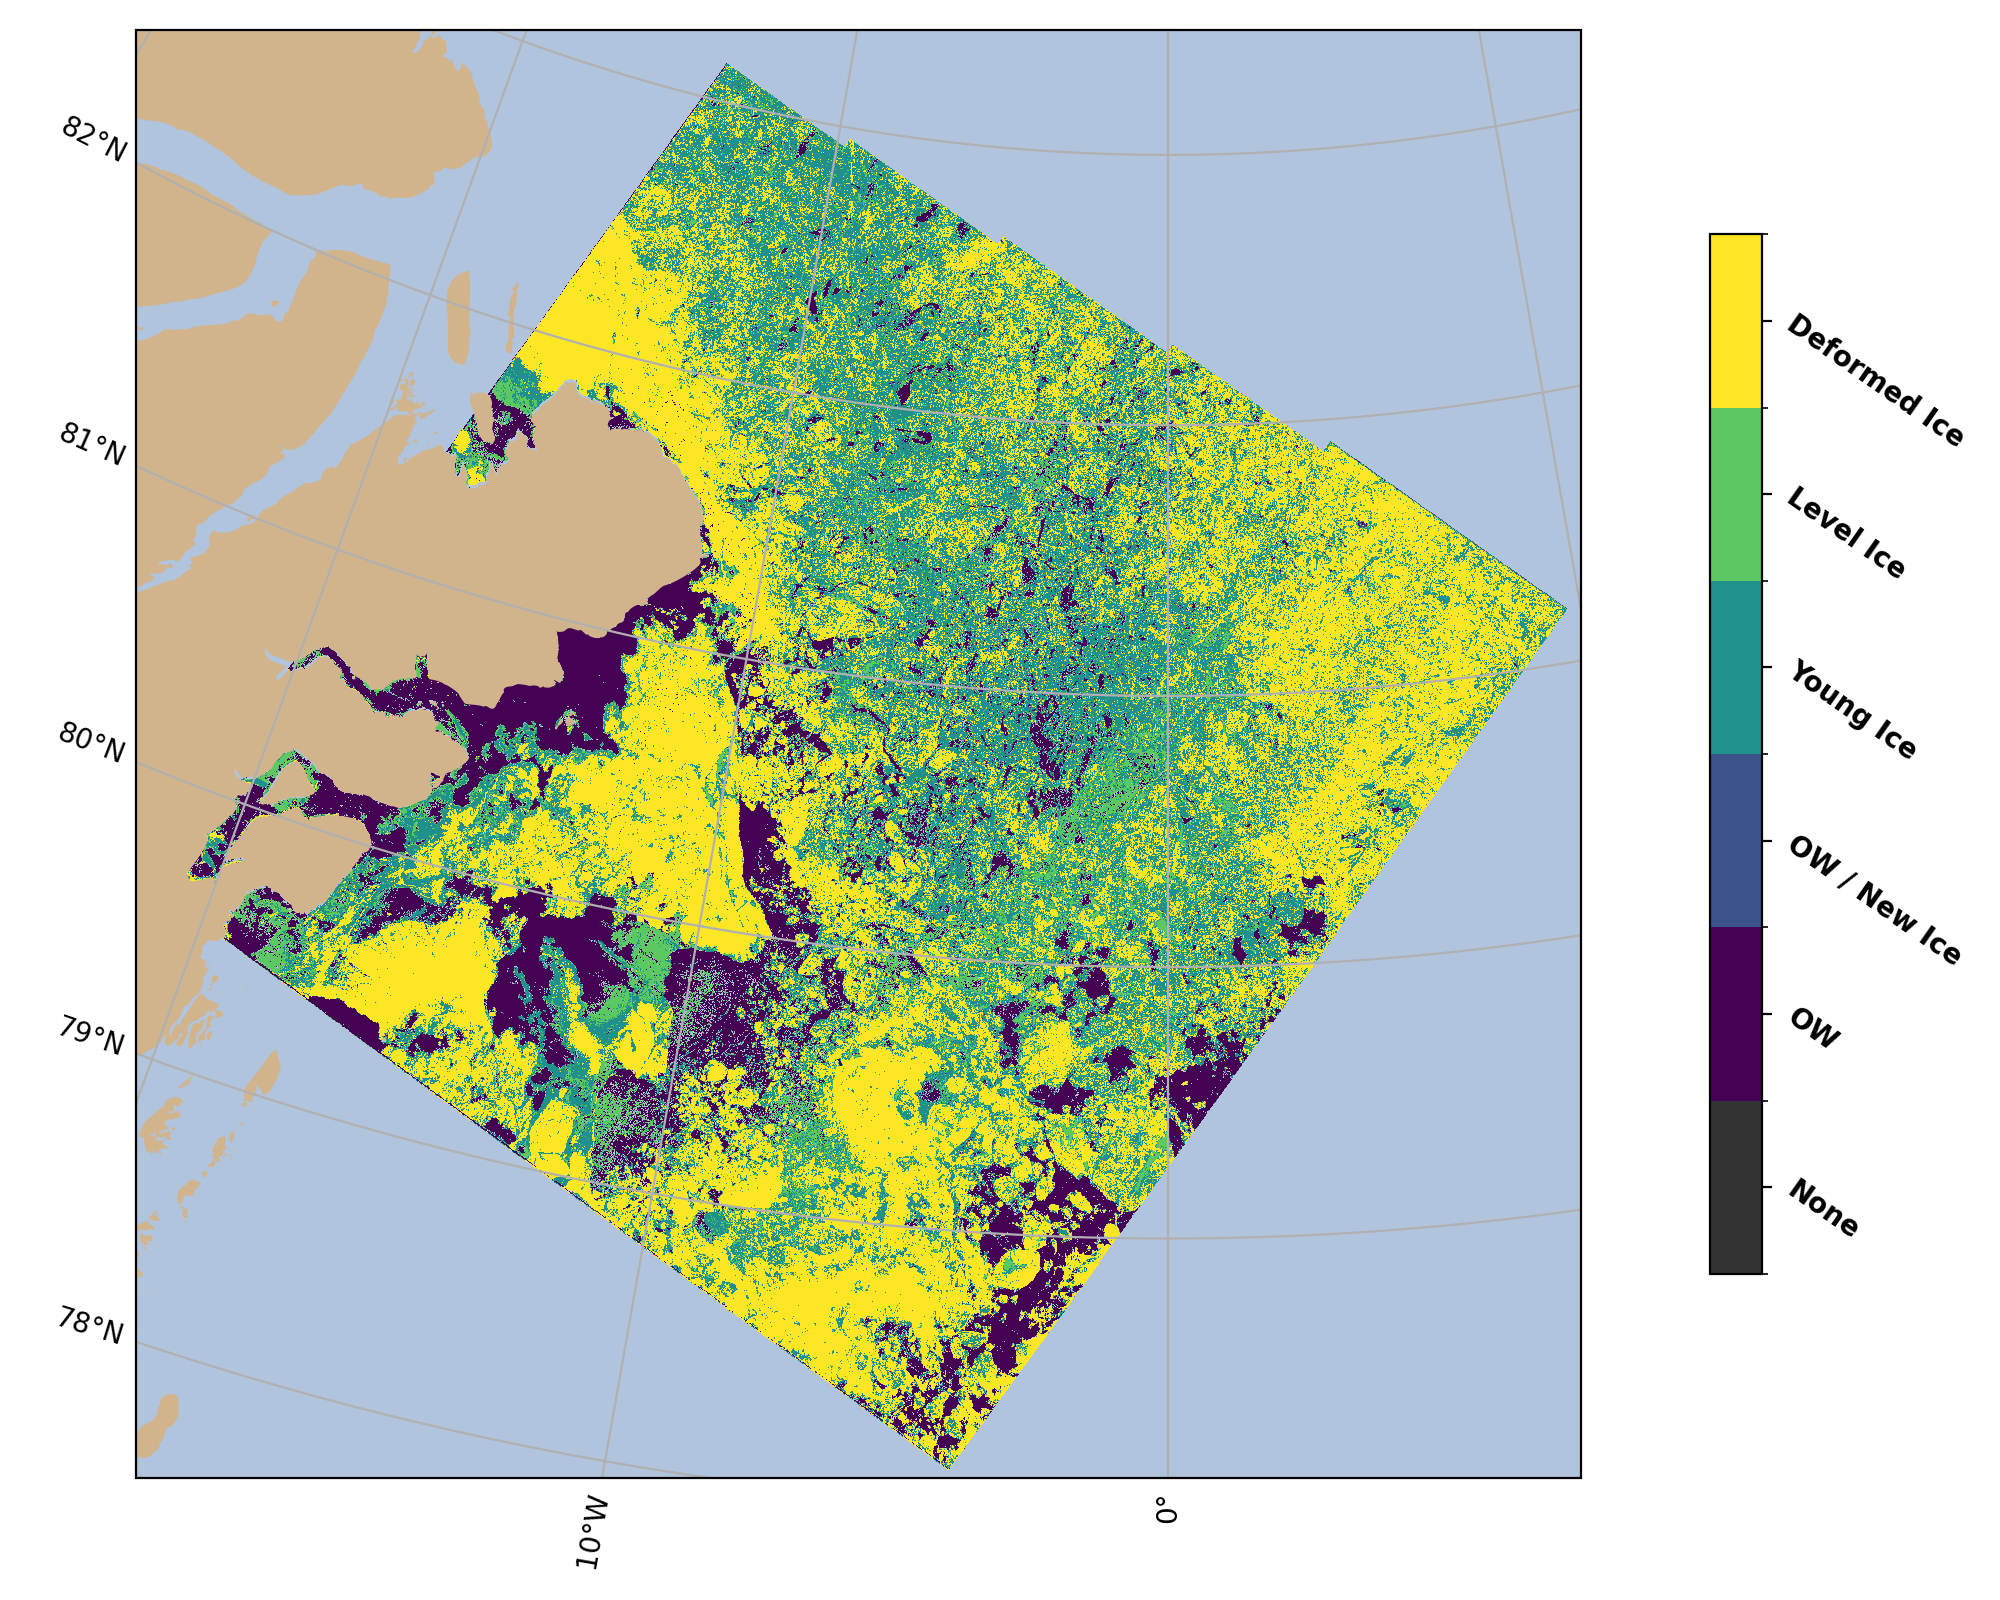 82°N
81°N
80°N
79°N
78°N
10°W
0°
Deformed Ice
Level Ice
Young Ice
OW / New Ice
OW
None